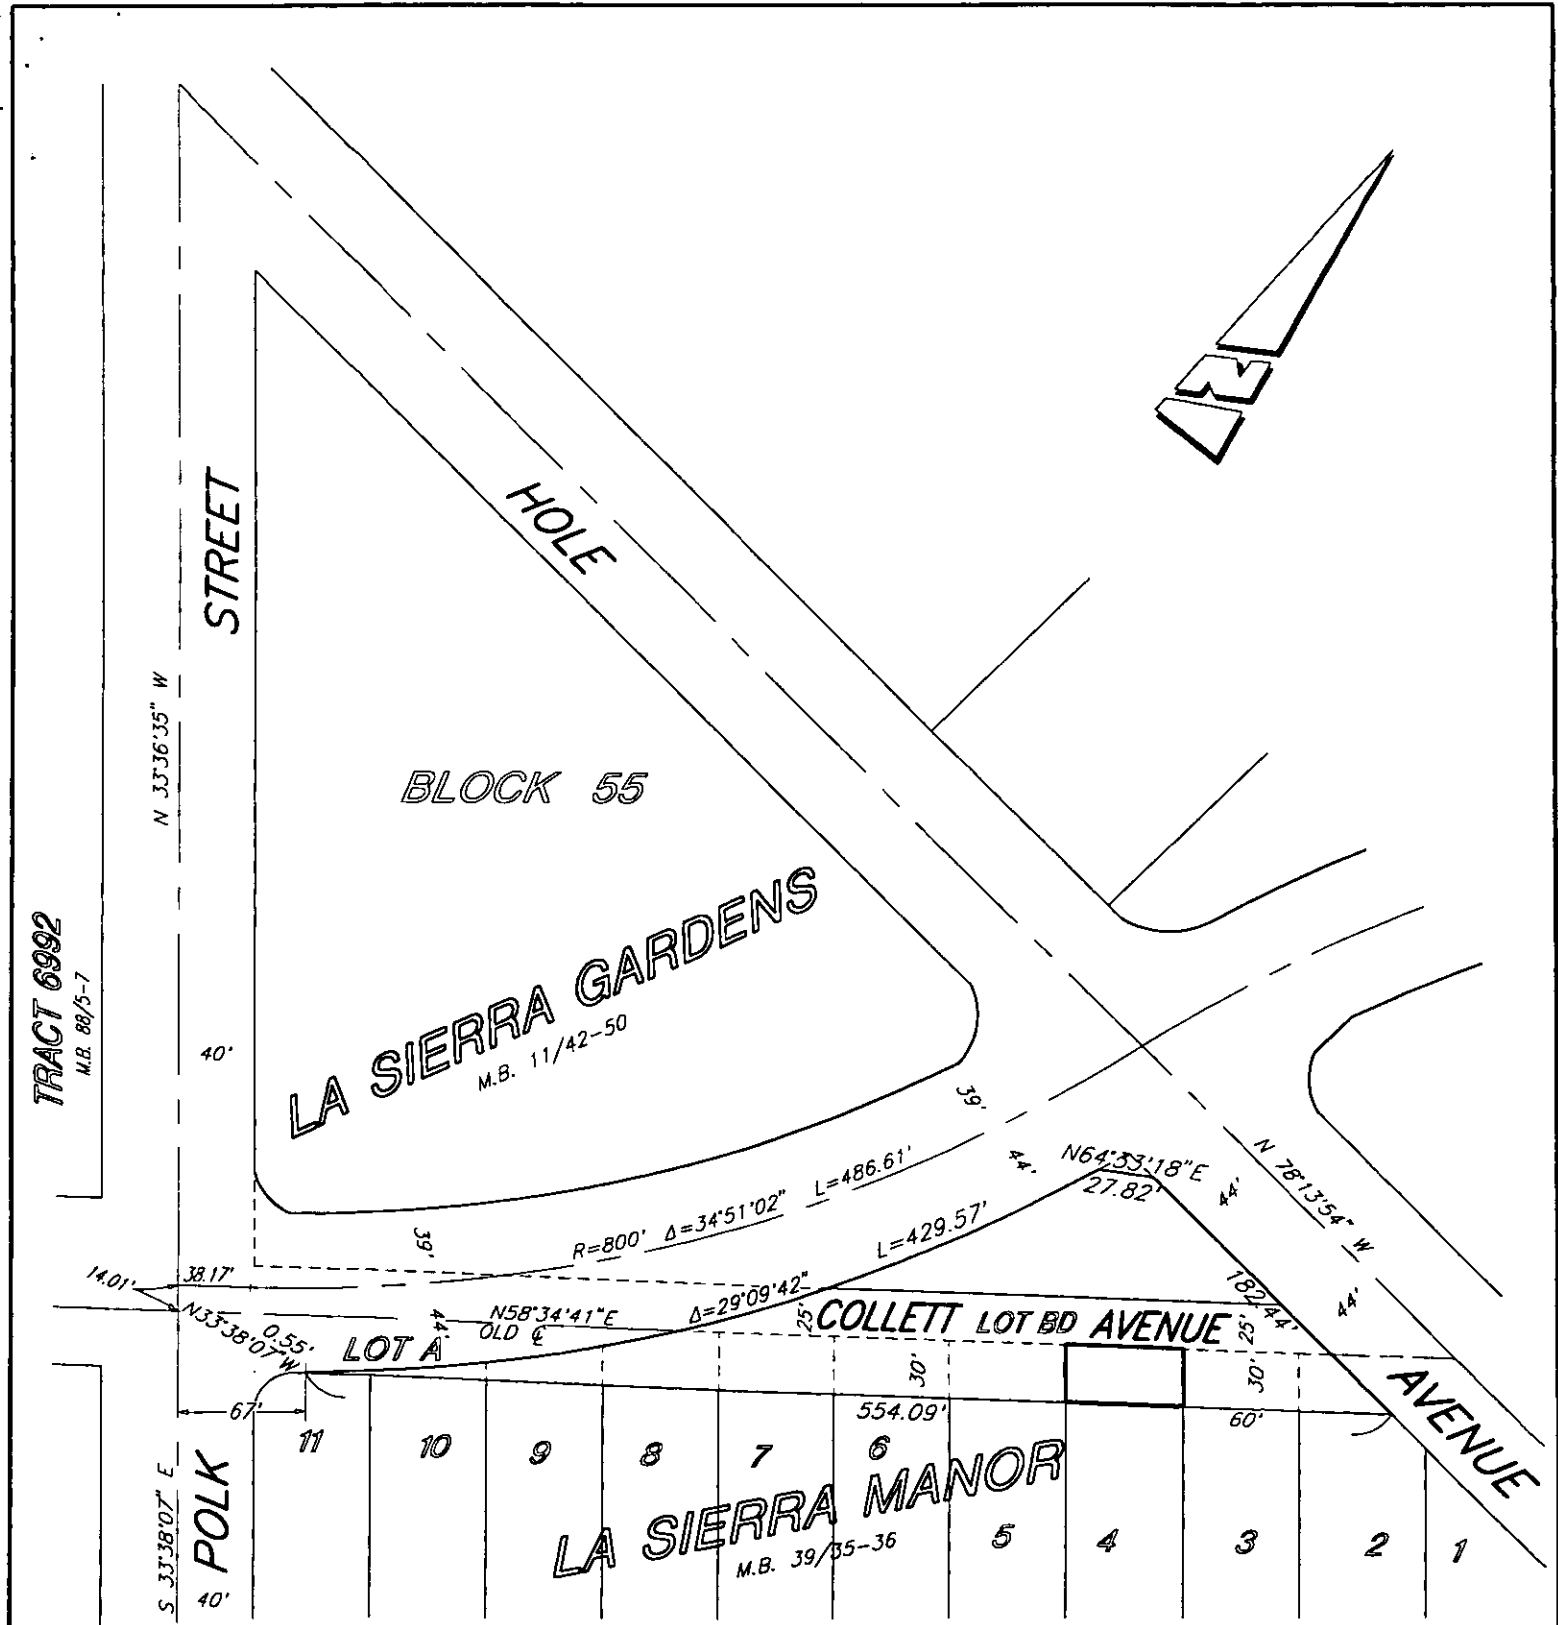 N
STREET
HOLE
N 33°36'35" W
BLOCK 55
LA SIERRA GARDENS
M.B. 11/42-50
TRACT 6992
M.B. 88/5-7
40'
39'
44'
N64°33'18"E
27.82'
44'
N 78°13'54" W
44'
L=486.61'
Δ=34°51'02"
R=800'
39'
L=429.57'
182.44'
14.01'
38.17'
N33°38'07"W
0.55'
N58°34'41"E
OLD ℄
44'
Δ=29°09'42"
25'
COLLETT LOT BD AVENUE
25'
LOT A
30'
30'
67'
554.09'
60'
AVENUE
11
10
9
8
7
6
5
4
3
2
1
LA SIERRA MANOR
M.B. 39/35-36
S 33°38'07" E
POLK
40'